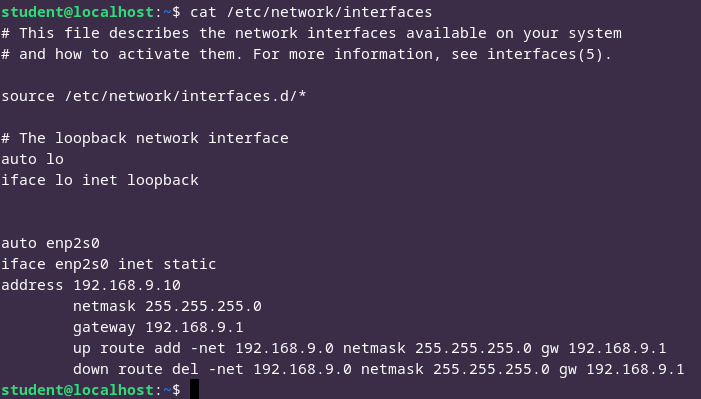 student@localhost:~$ cat /etc/network/interfaces
# This file describes the network interfaces available on your system
# and how to activate them. For more information, see interfaces(5).
source /etc/network/interfaces.d/*
# The loopback network interface
auto lo
iface lo inet loopback
auto enp2s0
iface enp2s0 inet static
address 192.168.9.10
netmask 255.255.255.0
gateway 192.168.9.1
up route add -net 192.168.9.0 netmask 255.255.255.0 gw 192.168.9.1
down route del -net 192.168.9.0 netmask 255.255.255.0 gw 192.168.9.1
student@localhost:~$